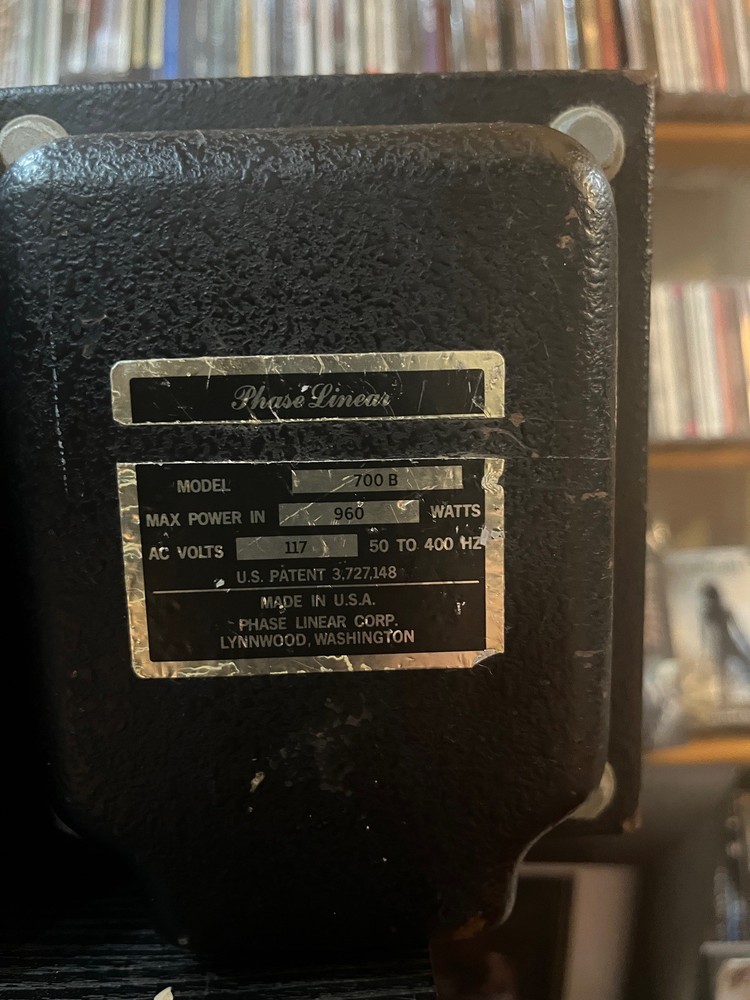 Phase Linear
MODEL 700 B
MAX POWER IN 960 WATTS
AC VOLTS 117 50 TO 400 HZ
U.S. PATENT 3,727,148
MADE IN U.S.A.
PHASE LINEAR CORP.
LYNNWOOD, WASHINGTON